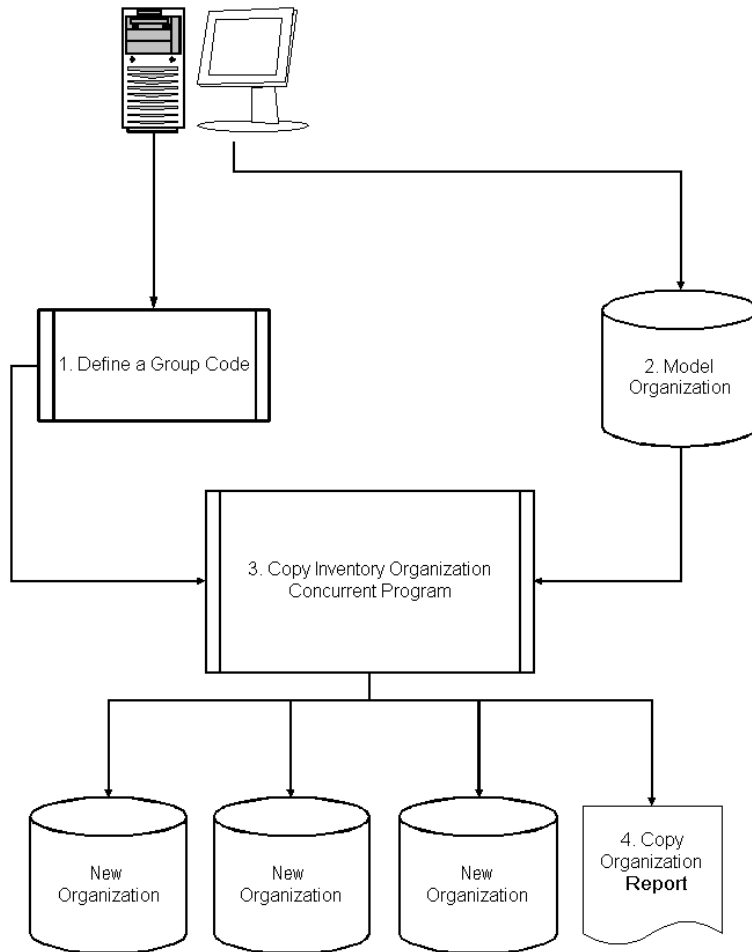 1. Define a Group Code
2. Model
Organization
3. Copy Inventory Organization
Concurrent Program
New
Organization
New
Organization
New
Organization
4. Copy
Organization
Report